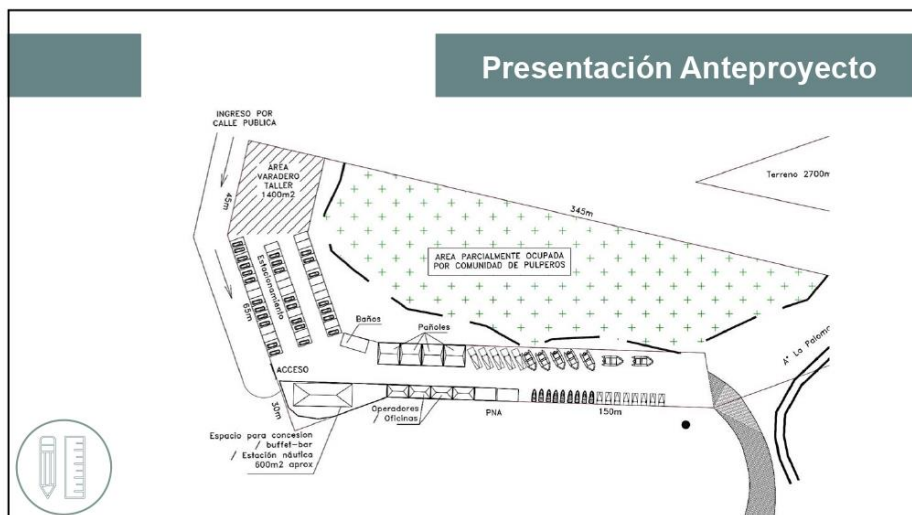 Presentación Anteproyecto
INGRESO POR
CALLE PUBLICA
AREA
VARADERO
TALLER
1400m2
45m
345m
Terreno 2700m
AREA PARCIALMENTE OCUPADA
POR COMUNIDAD DE PULPEROS
Estacionamiento
65m
Baños
Pañoles
A° La Paloma
ACCESO
30m
Operadores
/ Oficinas
PNA
150m
Espacio para concesion
/ buffet-bar
/ Estación náutica
600m2 aprox